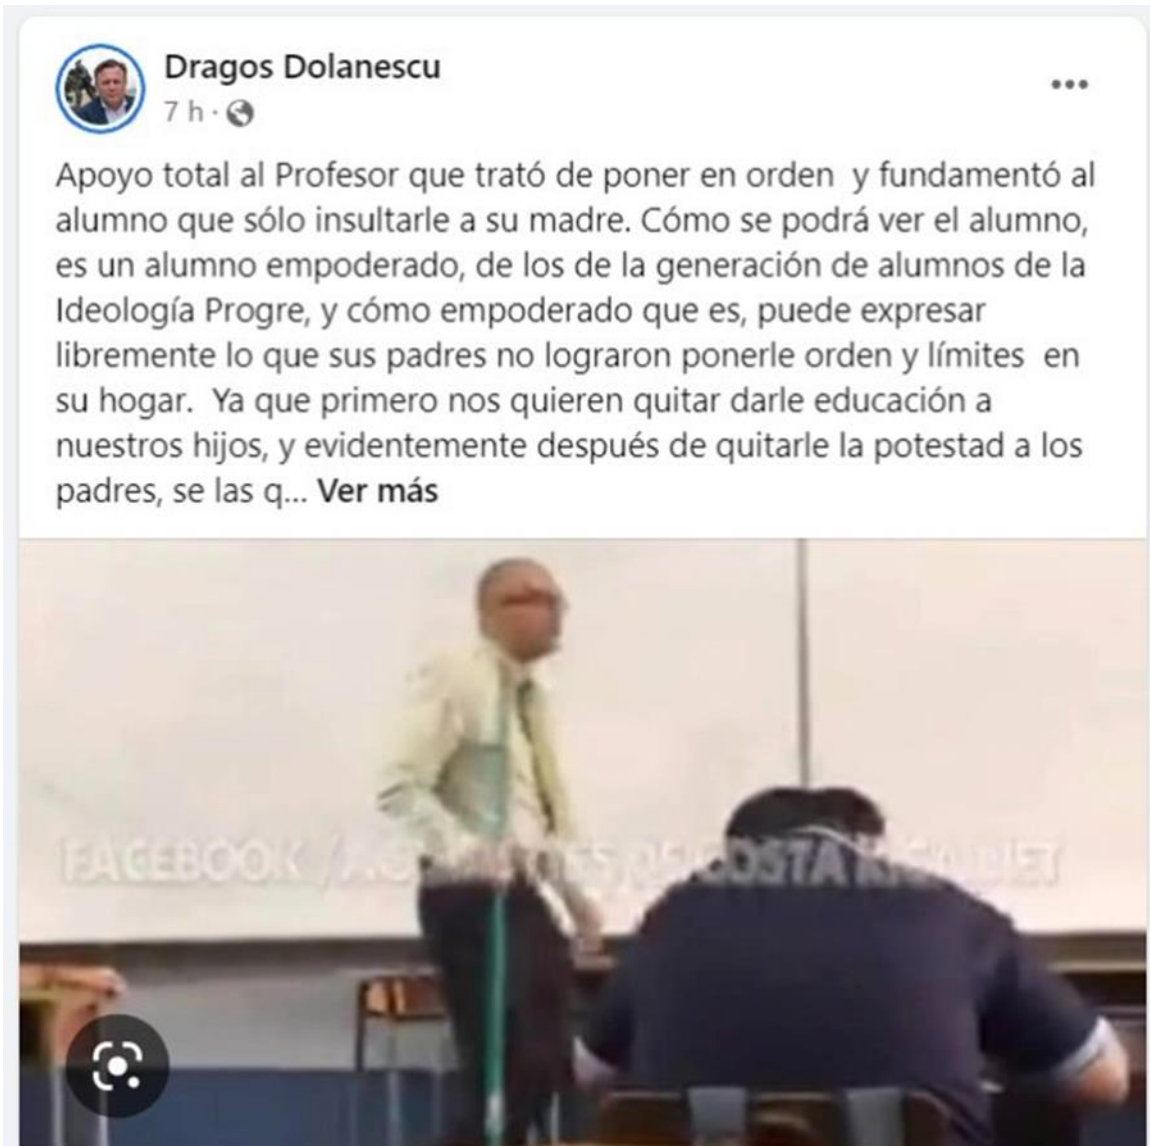 Dragos Dolanescu
7 h ·
Apoyo total al Profesor que trató de poner en orden y fundamentó al
alumno que sólo insultarle a su madre. Cómo se podrá ver el alumno,
es un alumno empoderado, de los de la generación de alumnos de la
Ideología Progre, y cómo empoderado que es, puede expresar
libremente lo que sus padres no lograron ponerle orden y límites en
su hogar. Ya que primero nos quieren quitar darle educación a
nuestros hijos, y evidentemente después de quitarle la potestad a los
padres, se las q... Ver más
FACEBOOK / COSTA